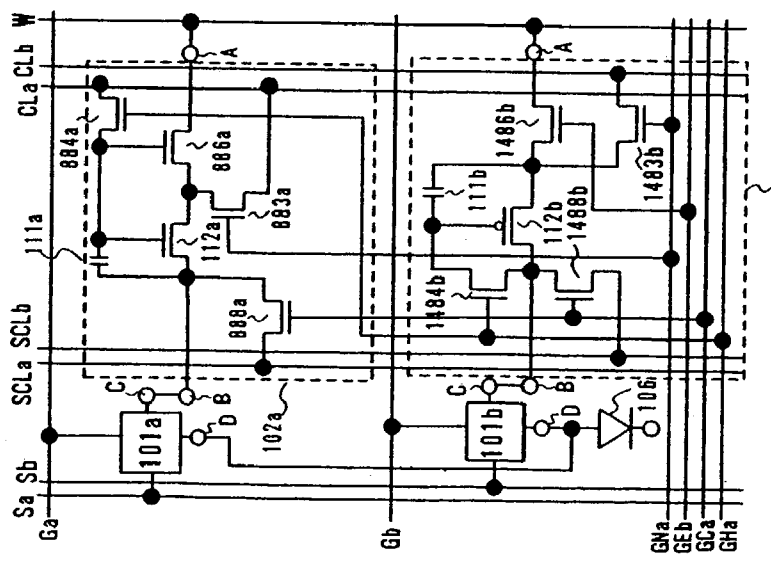 W
CLb
CLa
884a
A
886a
111a
112a
883a
SCLb
SCLa
888a
C
B
102a
101a
D
Sb
Sa
Ga
A
1486b
111b
1483b
112b
1488b
1484b
C
B
101b
D
106
Gb
GNa
GEb
GCa
GHa